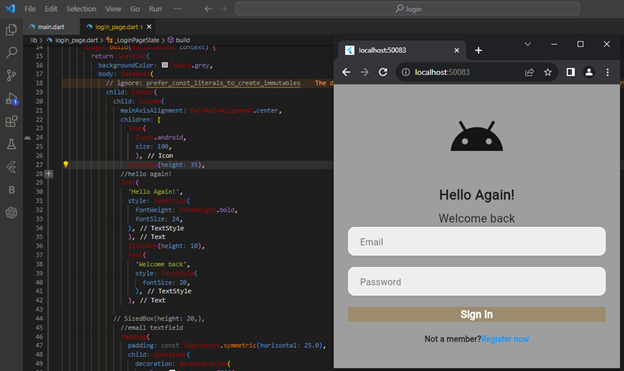 File Edit Selection View Go Run ...
login
main.dart
login_page.dart 1
lib > login_page.dart > _LoginPageState > build
14 Widget build(BuildContext context) {
15 return Scaffold(
16 backgroundColor: Colors.grey,
17 body: SafeArea(
18 // ignore: prefer_const_literals_to_create_immutables The d
19 child: Center(
20 child: Column(
21 mainAxisAlignment: MainAxisAlignment.center,
22 children: [
23 Icon(
24 Icons.android,
25 size: 100,
26 ), // Icon
27 SizedBox(height: 35),
28 //hello again!
29 Text(
30 'Hello Again!',
31 style: TextStyle(
32 fontWeight: FontWeight.bold,
33 fontSize: 24,
34 ), // TextStyle
35 ), // Text
36 SizedBox(height: 10),
37 Text(
38 'Welcome back',
39 style: TextStyle(
40 fontSize: 20,
41 ), // TextStyle
42 ), // Text
43
44 // SizedBox(height: 20,),
45 //email textfield
46 Padding(
47 padding: const EdgeInsets.symmetric(horizontal: 25.0),
48 child: Container(
49 decoration: BoxDecoration(
localhost:50083
localhost:50083
Hello Again!
Welcome back
Email
Password
Sign In
Not a member?Register now